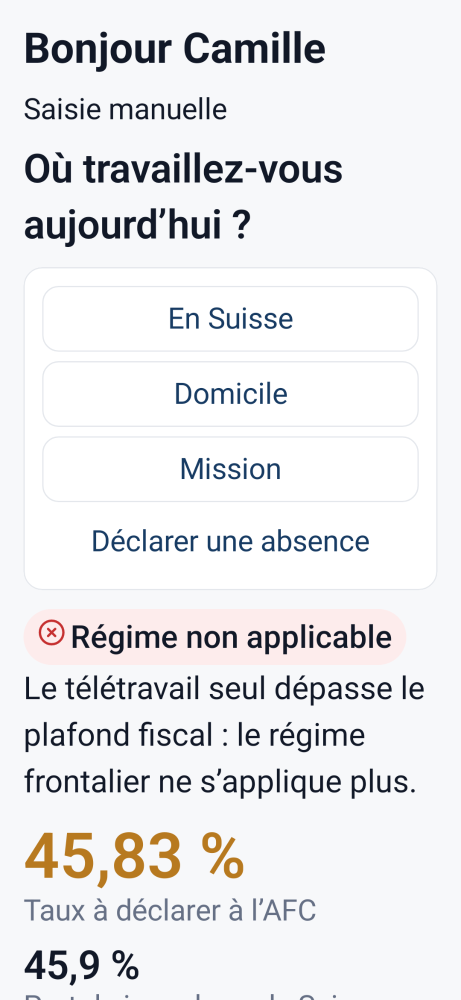 Bonjour Camille
Saisie manuelle
Où travaillez-vous
aujourd’hui ?
En Suisse
Domicile
Mission
Déclarer une absence
Régime non applicable
Le télétravail seul dépasse le
plafond fiscal : le régime
frontalier ne s’applique plus.
45,83 %
Taux à déclarer à l’AFC
45,9 %